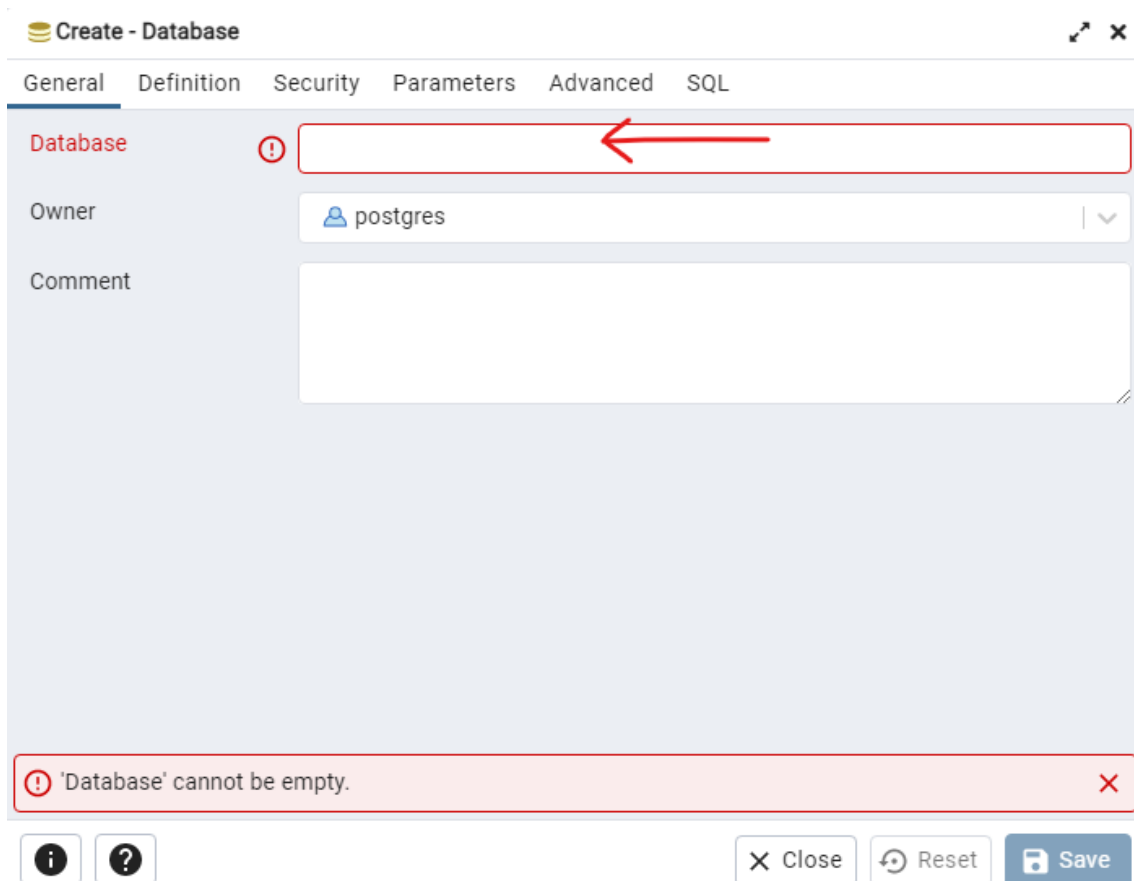 Create - Database
General Definition Security Parameters Advanced SQL
Database
Owner postgres
Comment
'Database' cannot be empty.
Close Reset Save